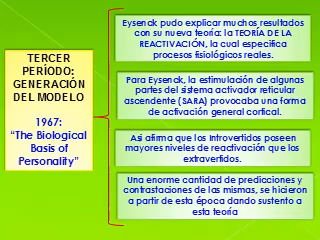 TERCER
PERÍODO:
GENERACIÓN
DEL MODELO
1967:
“The Biological
Basis of
Personality”
Eysenck pudo explicar muchos resultados
con su nueva teoría: la TEORÍA DE LA
REACTIVACIÓN, la cual especifica
procesos fisiológicos reales.
Para Eysenck, la estimulación de algunas
partes del sistema activador reticular
ascendente (SARA) provocaba una forma
de activación general cortical.
Así afirma que los Introvertidos poseen
mayores niveles de reactivación que los
extravertidos.
Una enorme cantidad de predicciones y
contrastaciones de las mismas, se hicieron
a partir de esta época dando sustento a
esta teoría